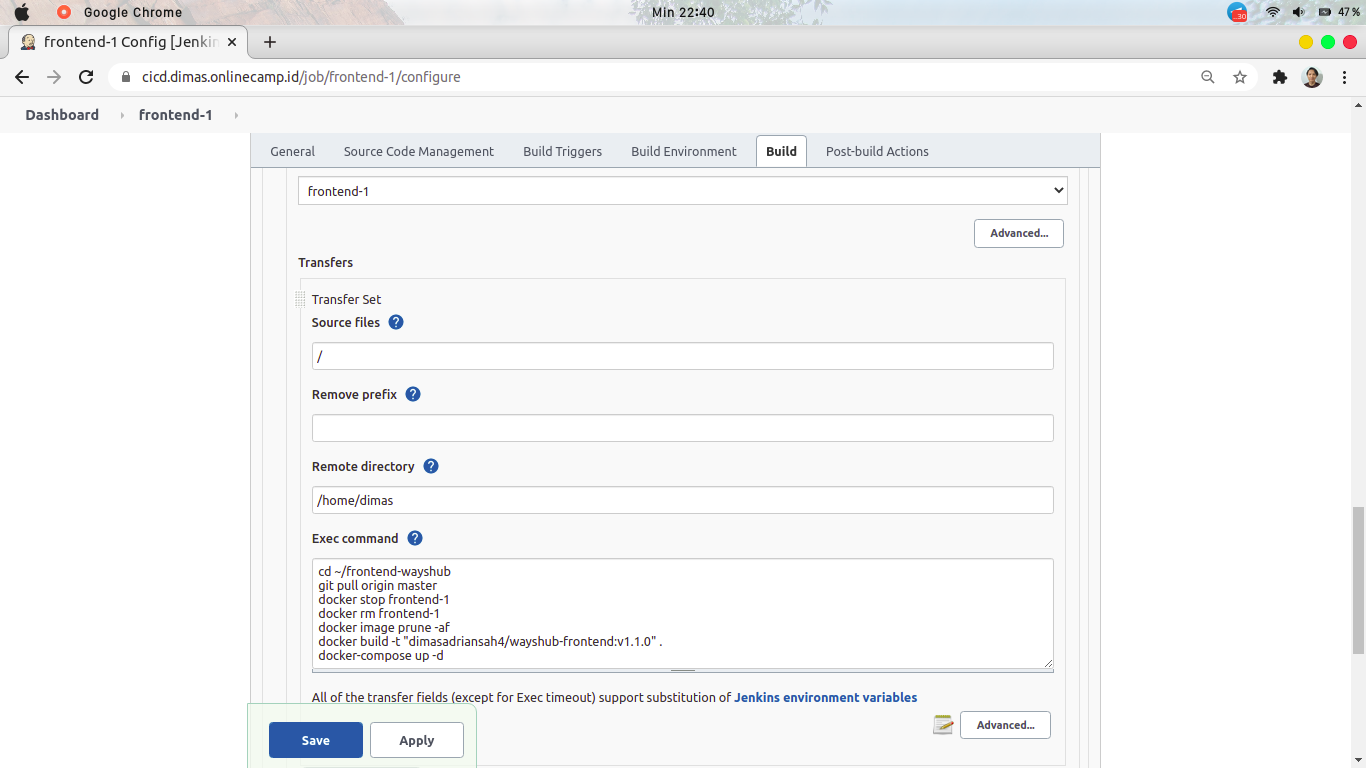 Google Chrome
Min 22:40
30
47%
frontend-1 Config [Jenkin
cicd.dimas.onlinecamp.id/job/frontend-1/configure
Dashboard
frontend-1
General
Source Code Management
Build Triggers
Build Environment
Build
Post-build Actions
frontend-1
Advanced...
Transfers
Transfer Set
Source files ?
/
Remove prefix ?
Remote directory ?
/home/dimas
Exec command ?
cd ~/frontend-wayshub
git pull origin master
docker stop frontend-1
docker rm frontend-1
docker image prune -af
docker build -t "dimasadriansah4/wayshub-frontend:v1.1.0" .
docker-compose up -d
All of the transfer fields (except for Exec timeout) support substitution of Jenkins environment variables
Advanced...
Save
Apply